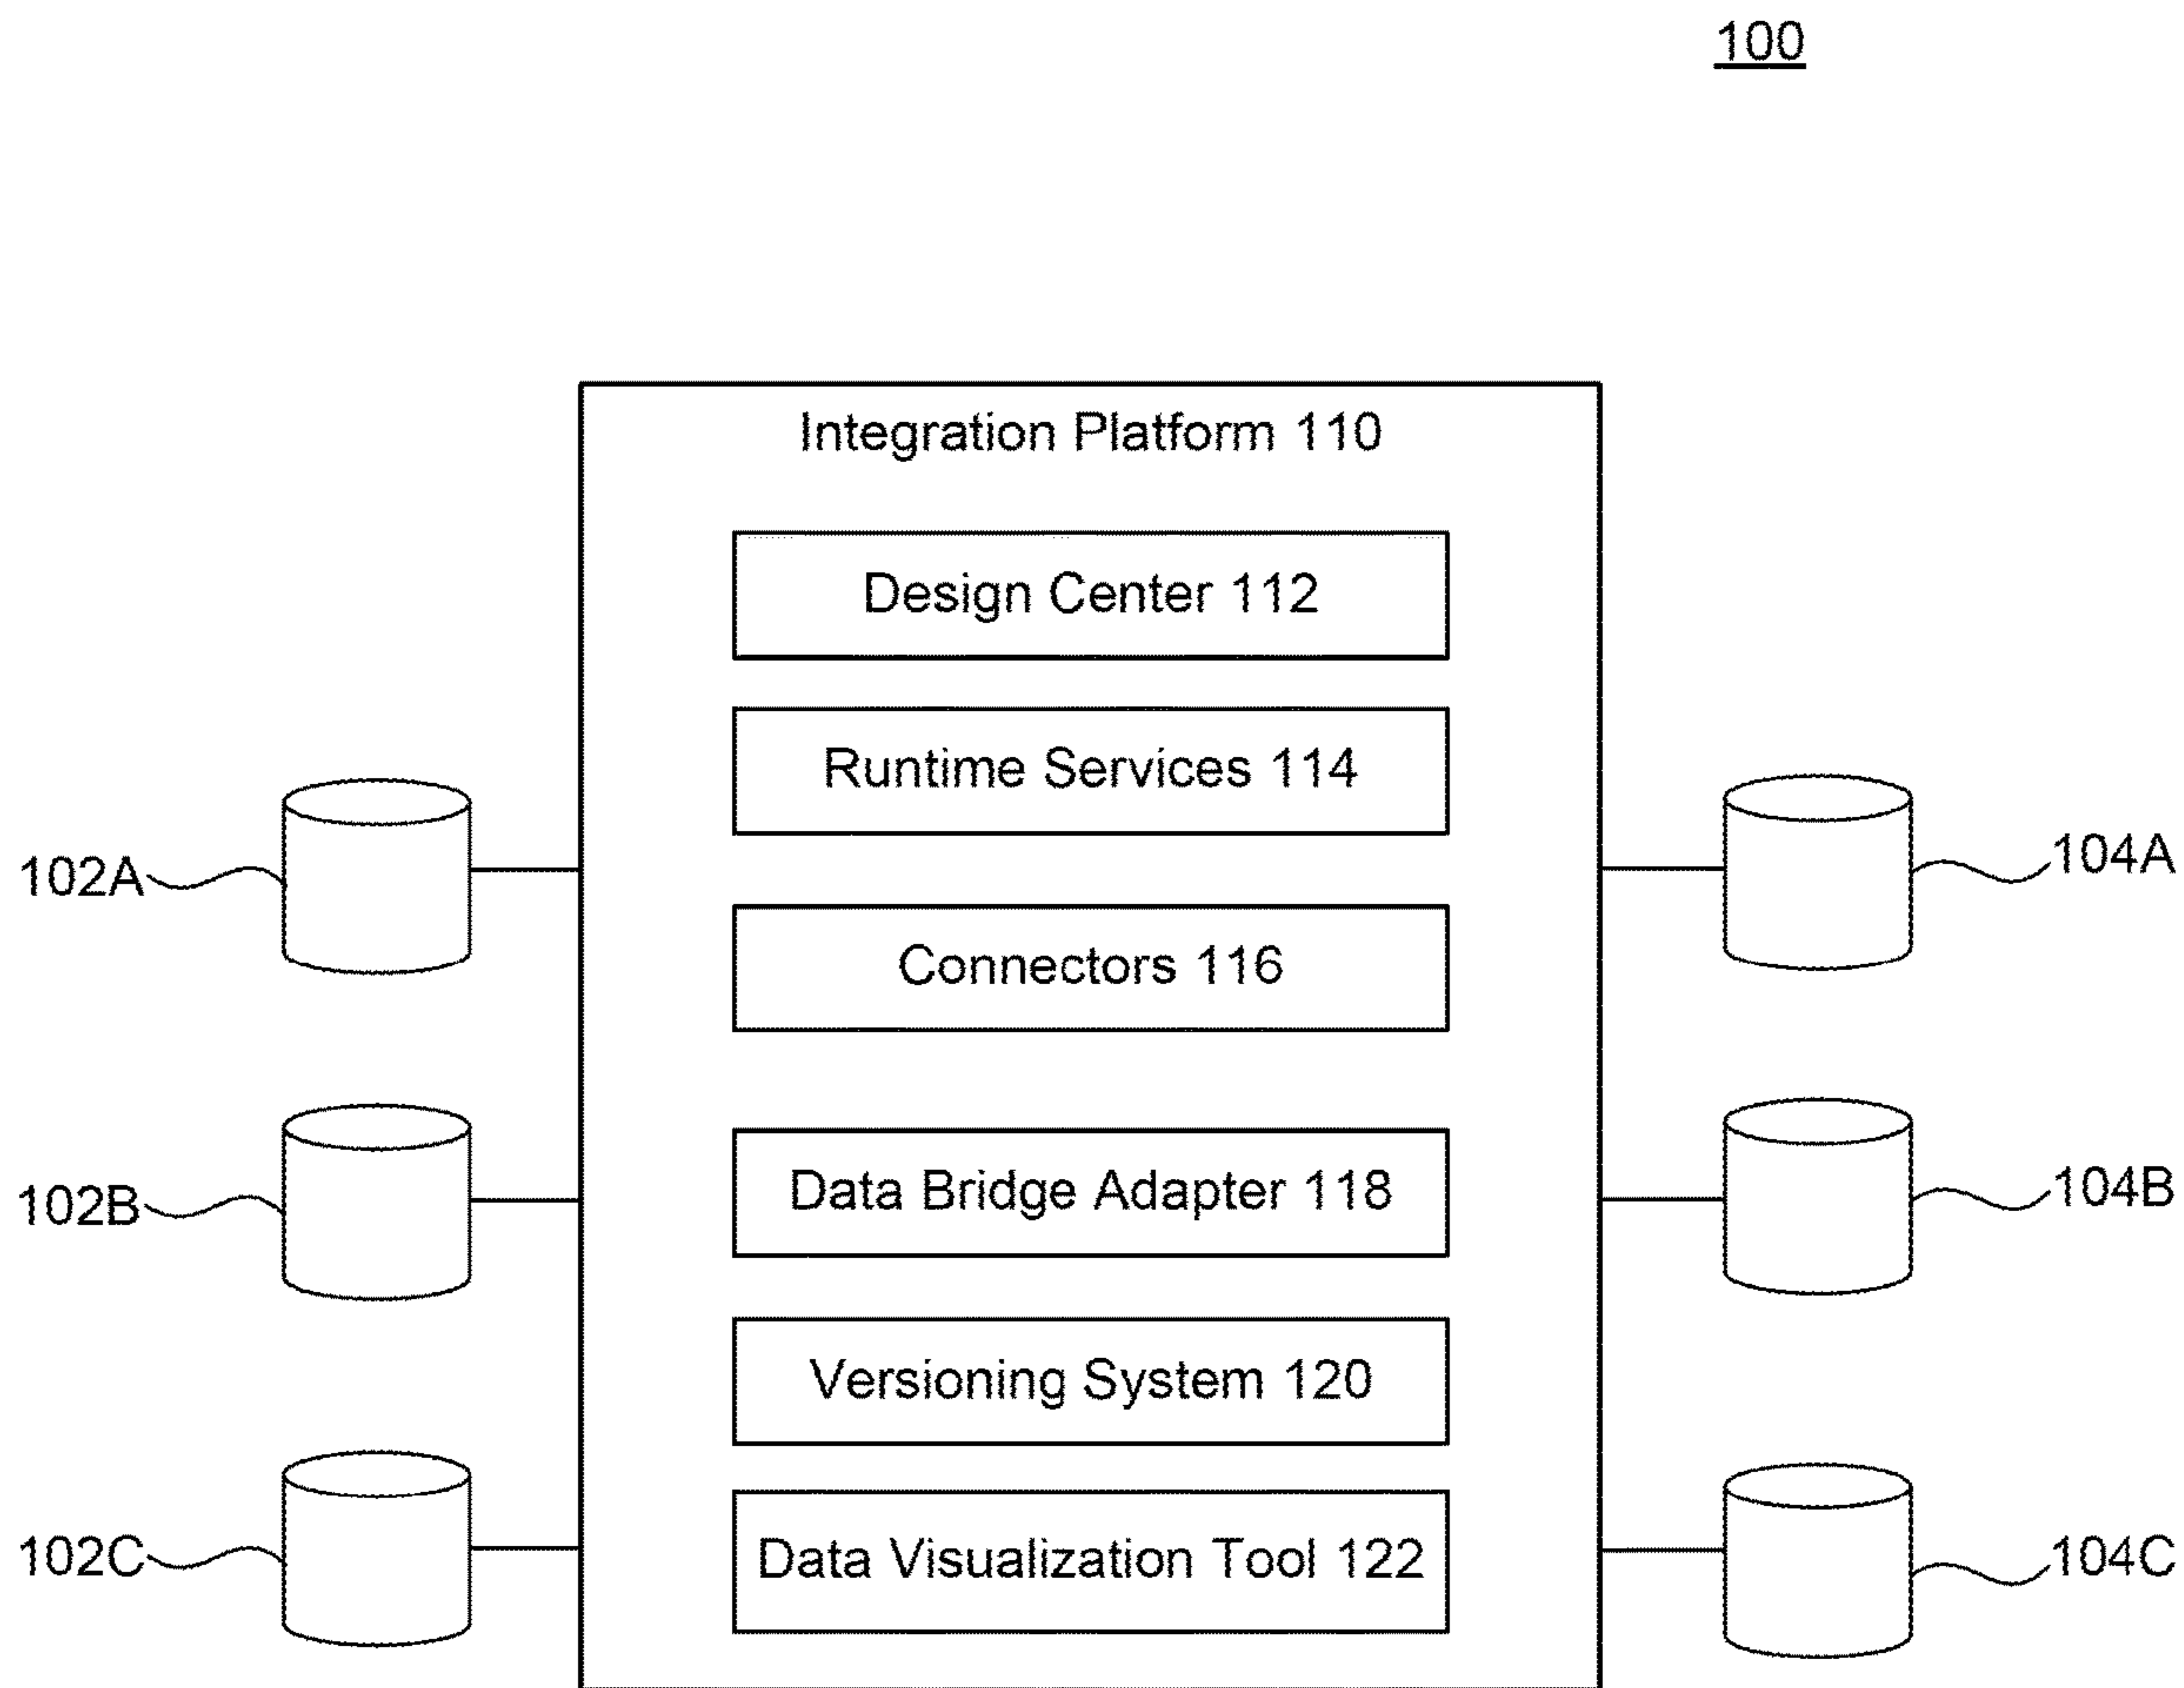 100
Integration Platform 110
Design Center 112
Runtime Services 114
102A
104A
Connectors 116
102B
Data Bridge Adapter 118
104B
Versioning System 120
102C
Data Visualization Tool 122
104C